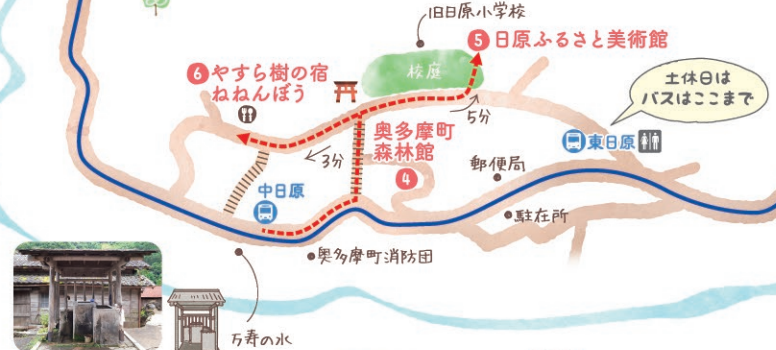 旧日原小学校
5 日原ふるさと美術館
校庭
6 やすら樹の宿
ねねんぼう
土休日は
バスはここまで
5分
奥多摩町
森林館
4
3分
東日原
郵便局
中日原
駐在所
奥多摩町消防団
万寿の水